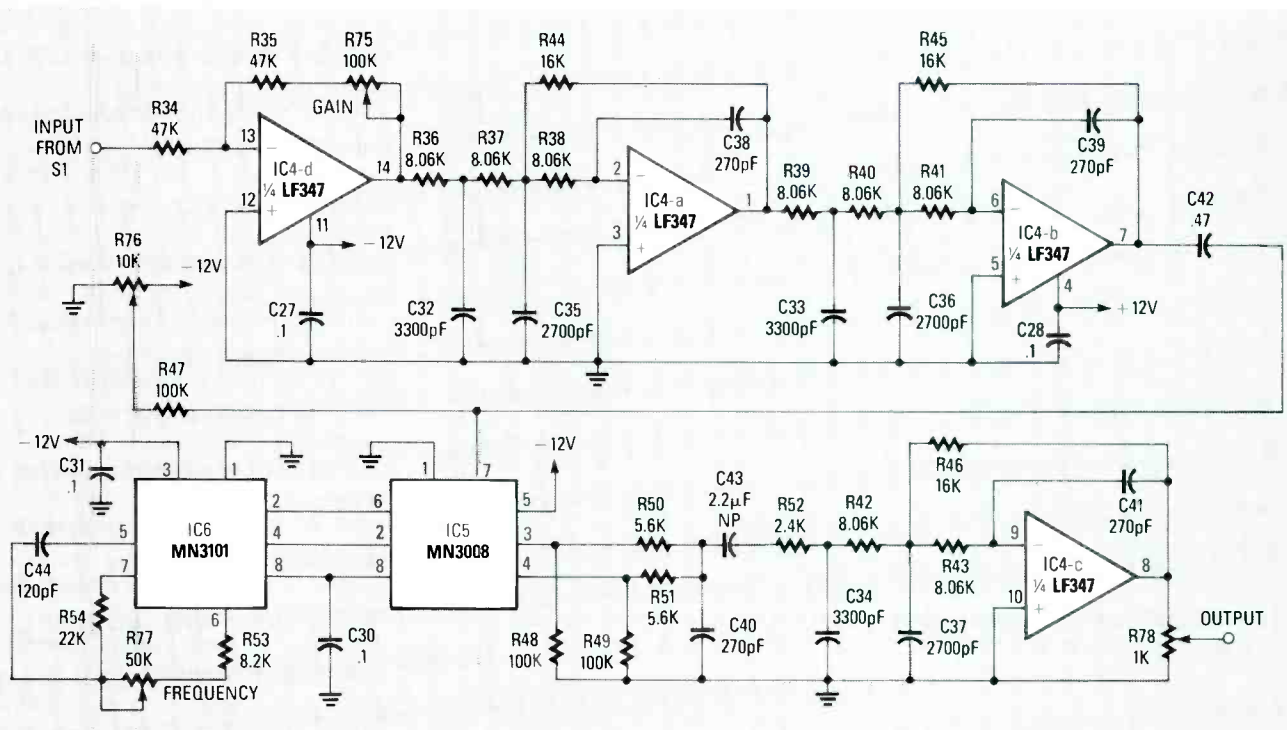 R35
47K
R75
100K
GAIN
R44
16K
R45
16K
R34
47K
INPUT
FROM
S1
13
−
IC4-d
¼ LF347
12
+
11
−12V
14
R36
8.06K
R37
8.06K
R38
8.06K
C38
270pF
2
−
IC4-a
¼ LF347
3
+
1
R39
8.06K
R40
8.06K
R41
8.06K
C39
270pF
6
−
IC4-b
¼ LF347
5
+
7
4
+12V
C42
.47
R76
10K
−12V
C27
.1
C32
3300pF
C35
2700pF
C33
3300pF
C36
2700pF
C28
.1
R47
100K
−12V
C31
.1
3
1
IC6
MN3101
2
4
8
5
7
6
C44
120pF
R54
22K
R77
50K
FREQUENCY
R53
8.2K
C30
.1
1
7
−12V
6
2
8
IC5
MN3008
5
3
4
R48
100K
R49
100K
R50
5.6K
R51
5.6K
C40
270pF
C43
2.2µF
NP
R52
2.4K
R42
8.06K
C34
3300pF
C37
2700pF
R46
16K
R43
8.06K
C41
270pF
9
−
IC4-c
¼ LF347
10
+
8
R78
1K
OUTPUT